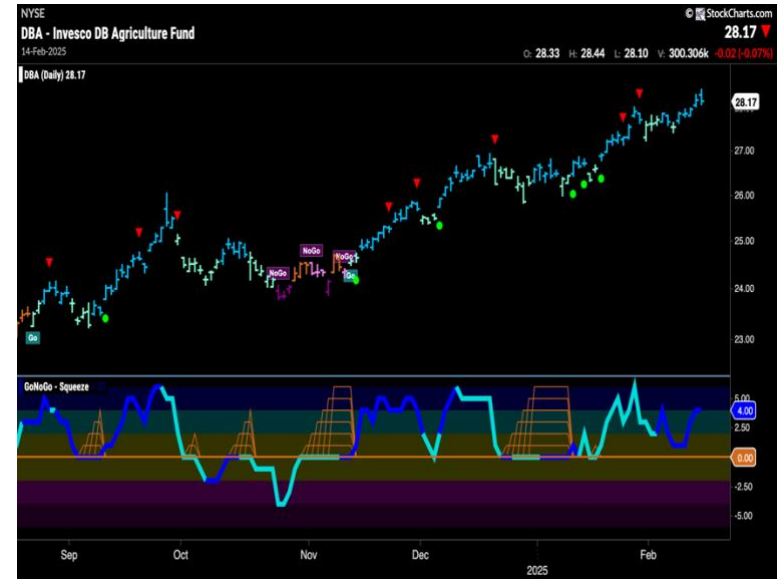 NYSE
© StockCharts.com
DBA - Invesco DB Agriculture Fund
28.17
14-Feb-2025
O: 28.33 H: 28.44 L: 28.10 V: 300.306k -0.02 (-0.07%)
DBA (Daily) 28.17
28.17
27.00
26.00
25.00
24.00
23.00
NoGo
NoGo
NoGo
Go
Go
GoNoGo - Squeeze
5.00
4.00
2.50
0.00
-2.50
-5.00
Sep Oct Nov Dec Feb
2025